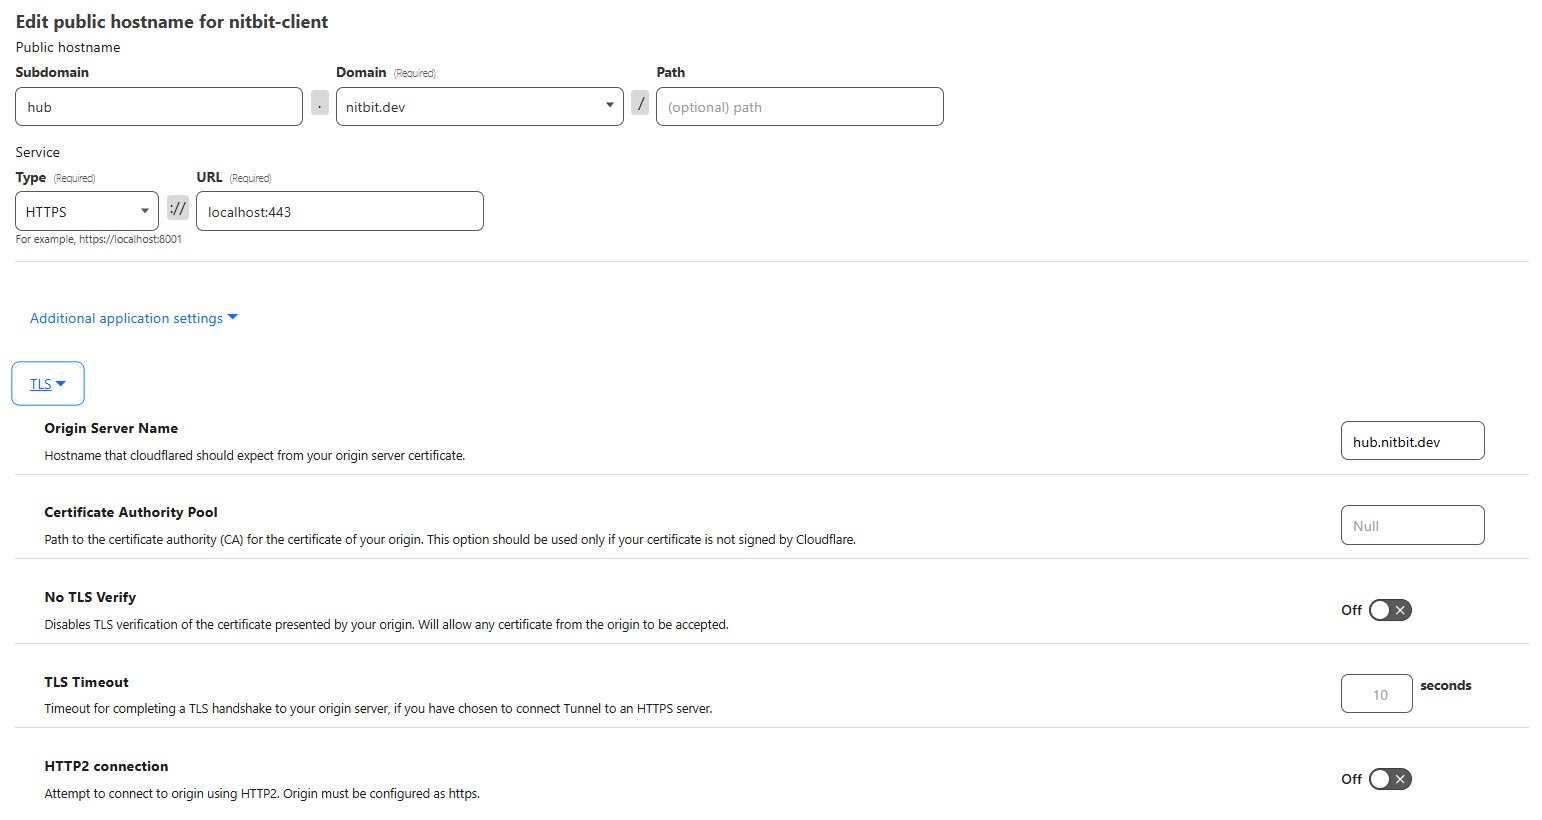 Edit public hostname for nitbit-client
Public hostname
Subdomain Domain (Required) Path
hub . nitbit.dev / (optional) path
Service
Type (Required) URL (Required)
HTTPS :// localhost:443
For example, https://localhost:8001
Additional application settings
TLS
Origin Server Name
Hostname that cloudflared should expect from your origin server certificate.
hub.nitbit.dev
Certificate Authority Pool
Path to the certificate authority (CA) for the certificate of your origin. This option should be used only if your certificate is not signed by Cloudflare.
Null
No TLS Verify
Disables TLS verification of the certificate presented by your origin. Will allow any certificate from the origin to be accepted.
Off
TLS Timeout
Timeout for completing a TLS handshake to your origin server, if you have chosen to connect Tunnel to an HTTPS server.
10 seconds
HTTP2 connection
Attempt to connect to origin using HTTP2. Origin must be configured as https.
Off